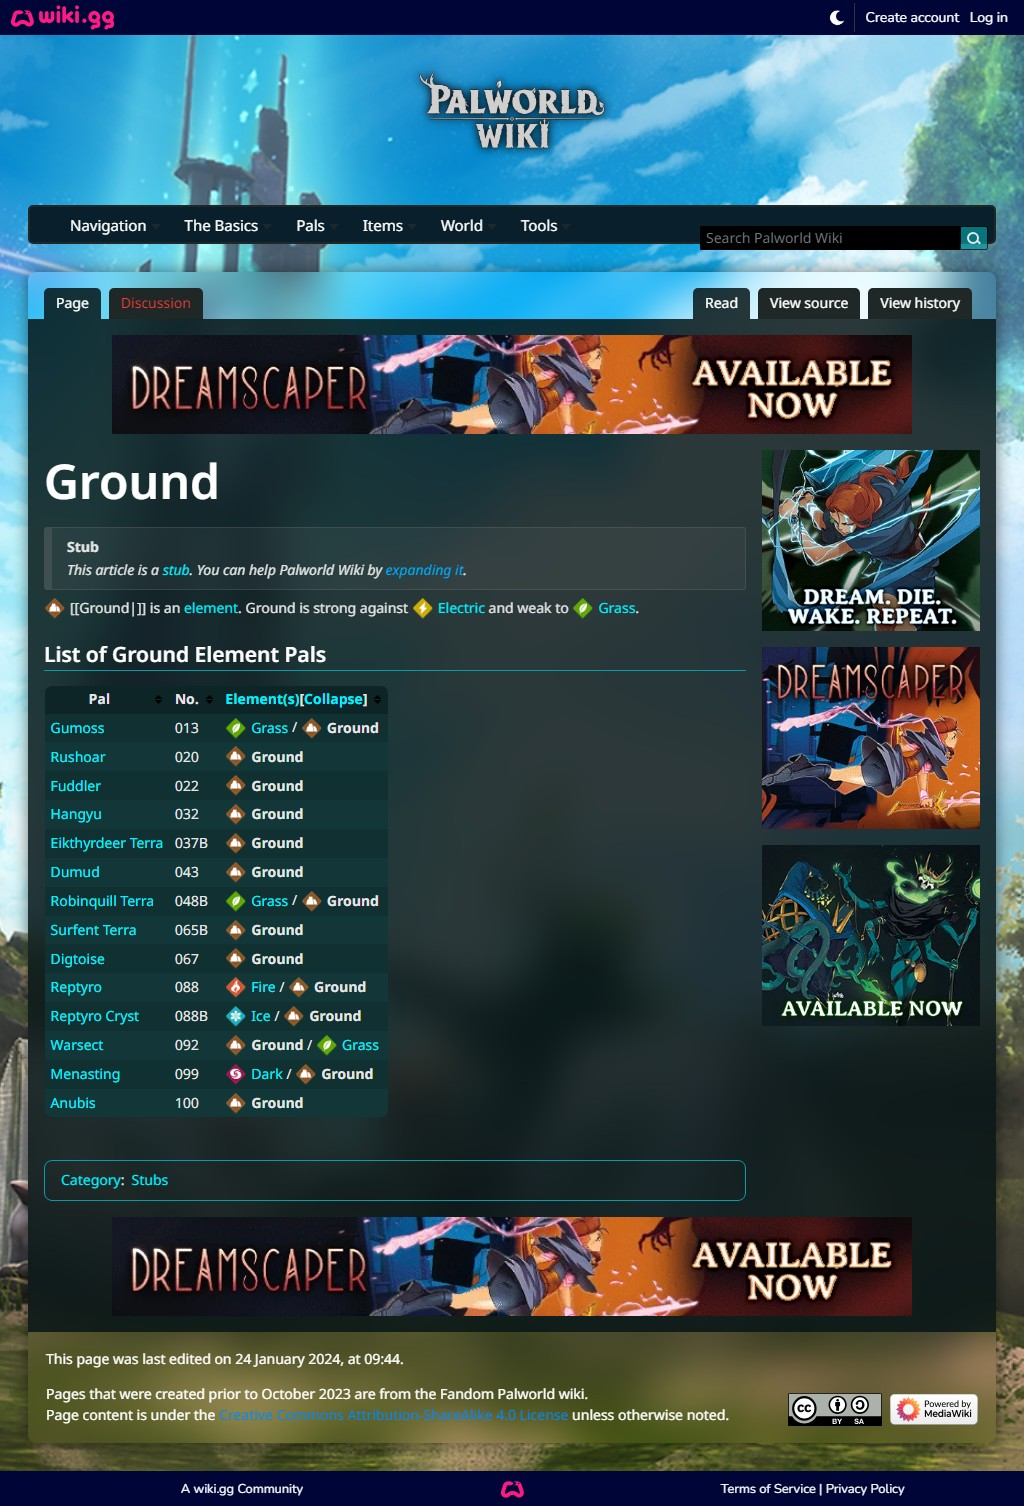 wiki.gg
Create account Log in
PALWORLD
WIKI
Navigation The Basics Pals Items World Tools
Search Palworld Wiki
Page Discussion Read View source View history
DREAMSCAPER AVAILABLE
NOW
Ground
Stub
This article is a stub. You can help Palworld Wiki by expanding it.
[[Ground|]] is an element. Ground is strong against Electric and weak to Grass.
List of Ground Element Pals
Pal No. Element(s)[Collapse]
Gumoss 013 Grass / Ground
Rushoar 020 Ground
Fuddler 022 Ground
Hangyu 032 Ground
Eikthyrdeer Terra 037B Ground
Dumud 043 Ground
Robinquill Terra 048B Grass / Ground
Surfent Terra 065B Ground
Digtoise 067 Ground
Reptyro 088 Fire / Ground
Reptyro Cryst 088B Ice / Ground
Warsect 092 Ground / Grass
Menasting 099 Dark / Ground
Anubis 100 Ground
DREAM. DIE.
WAKE. REPEAT.
DREAMSCAPER
AVAILABLE NOW
Category: Stubs
DREAMSCAPER AVAILABLE
NOW
This page was last edited on 24 January 2024, at 09:44.
Pages that were created prior to October 2023 are from the Fandom Palworld wiki.
Page content is under the Creative Commons Attribution-ShareAlike 4.0 License unless otherwise noted.
cc BY SA
Powered by
MediaWiki
A wiki.gg Community
Terms of Service | Privacy Policy